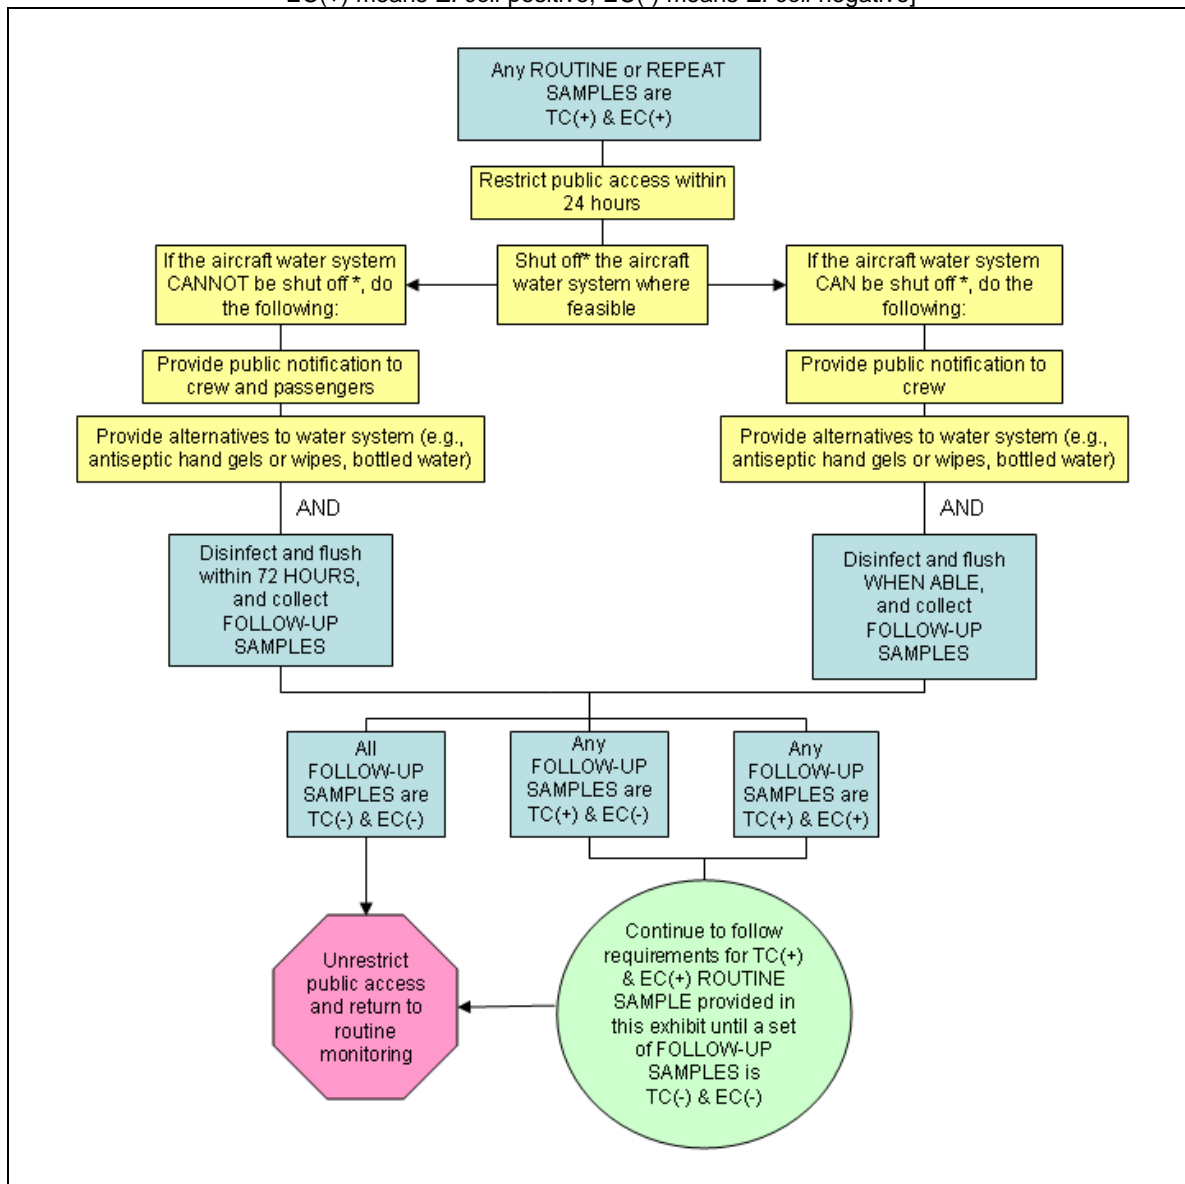 EC(+) means E. coli positive; EC(-) means E. coli negative]
Any ROUTINE or REPEAT
SAMPLES are
TC(+) & EC(+)
Restrict public access within
24 hours
If the aircraft water system
CANNOT be shut off *, do
the following:
Shut off* the aircraft
water system where
feasible
If the aircraft water system
CAN be shut off *, do the
following:
Provide public notification to
crew and passengers
Provide public notification to
crew
Provide alternatives to water system (e.g.,
antiseptic hand gels or wipes, bottled water)
Provide alternatives to water system (e.g.,
antiseptic hand gels or wipes, bottled water)
AND
AND
Disinfect and flush
within 72 HOURS,
and collect
FOLLOW-UP
SAMPLES
Disinfect and flush
WHEN ABLE,
and collect
FOLLOW-UP
SAMPLES
All
FOLLOW-UP
SAMPLES are
TC(-) & EC(-)
Any
FOLLOW-UP
SAMPLES are
TC(+) & EC(-)
Any
FOLLOW-UP
SAMPLES are
TC(+) & EC(+)
Unrestrict
public access
and return to
routine
monitoring
Continue to follow
requirements for TC(+)
& EC(+) ROUTINE
SAMPLE provided in
this exhibit until a set
of FOLLOW-UP
SAMPLES is
TC(-) & EC(-)